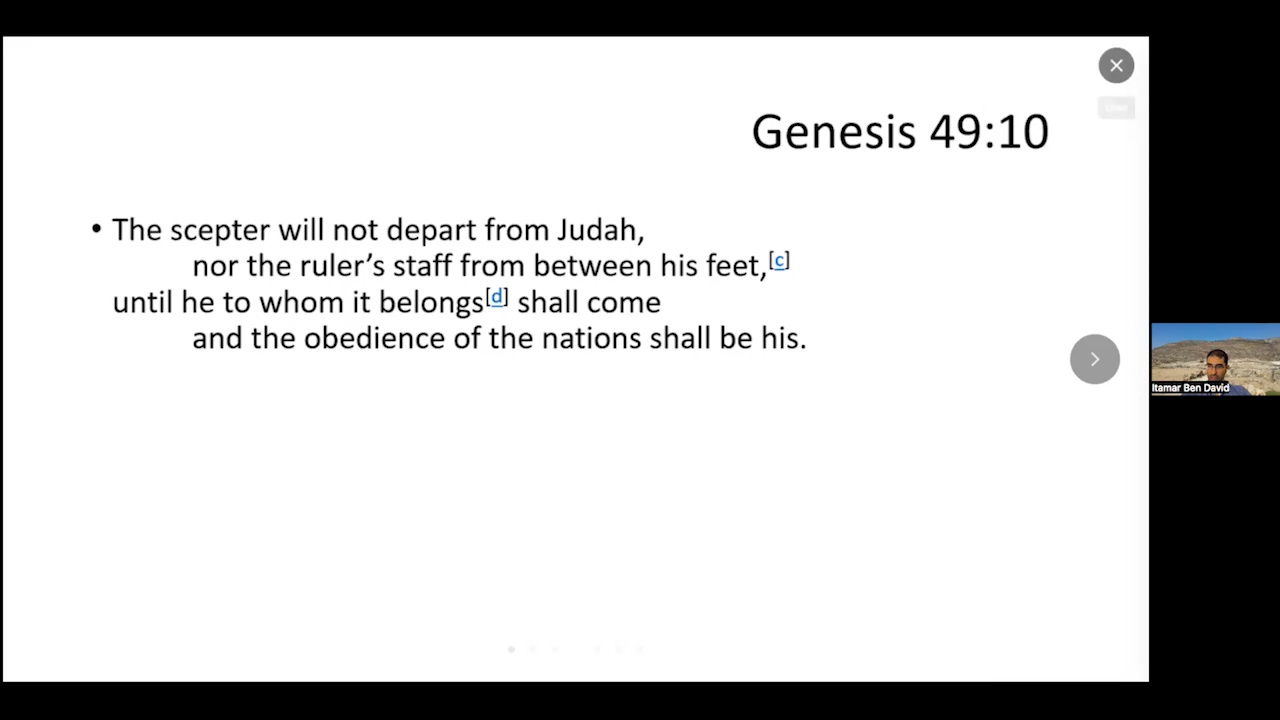 Genesis 49:10
• The scepter will not depart from Judah,
nor the ruler’s staff from between his feet,[c]
until he to whom it belongs[d] shall come
and the obedience of the nations shall be his.
Itamar Ben David